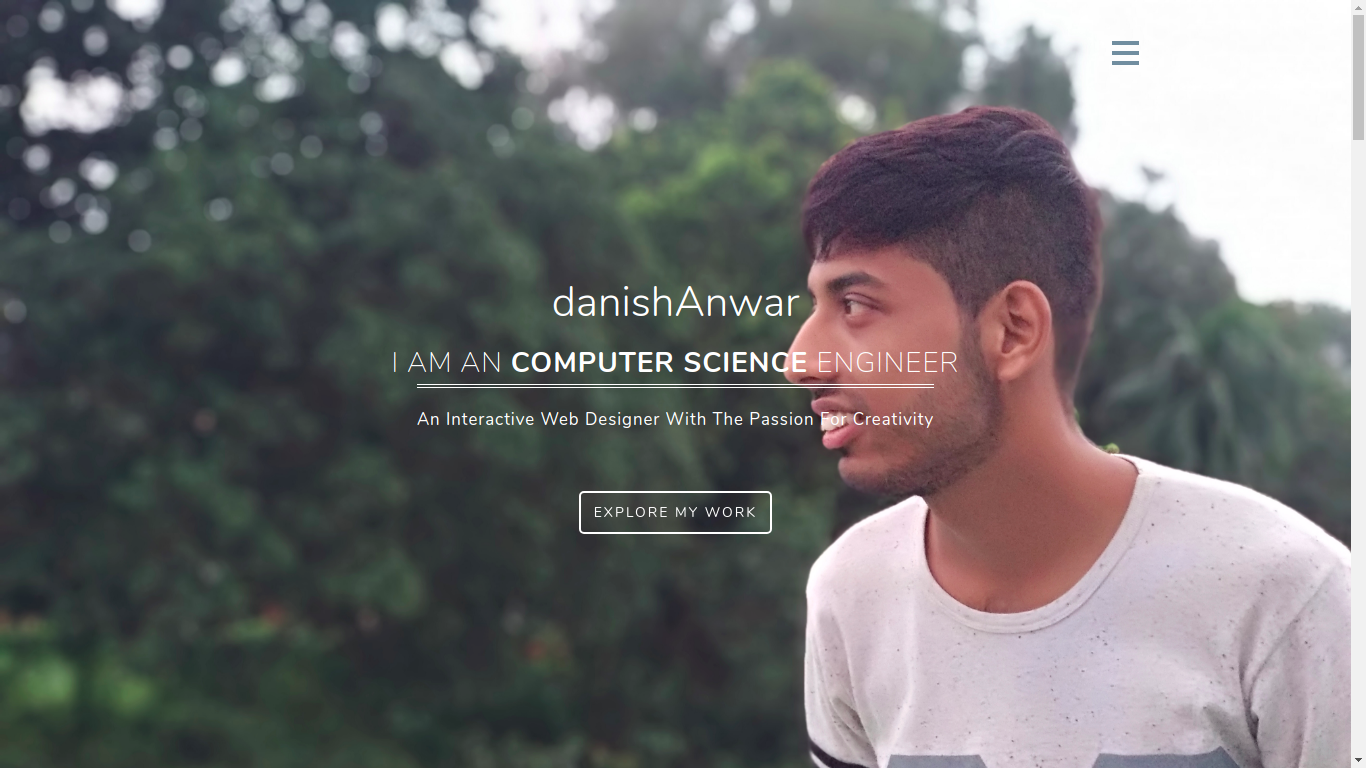 danishAnwar
I AM AN COMPUTER SCIENCE ENGINEER
An Interactive Web Designer With The Passion For Creativity
EXPLORE MY WORK